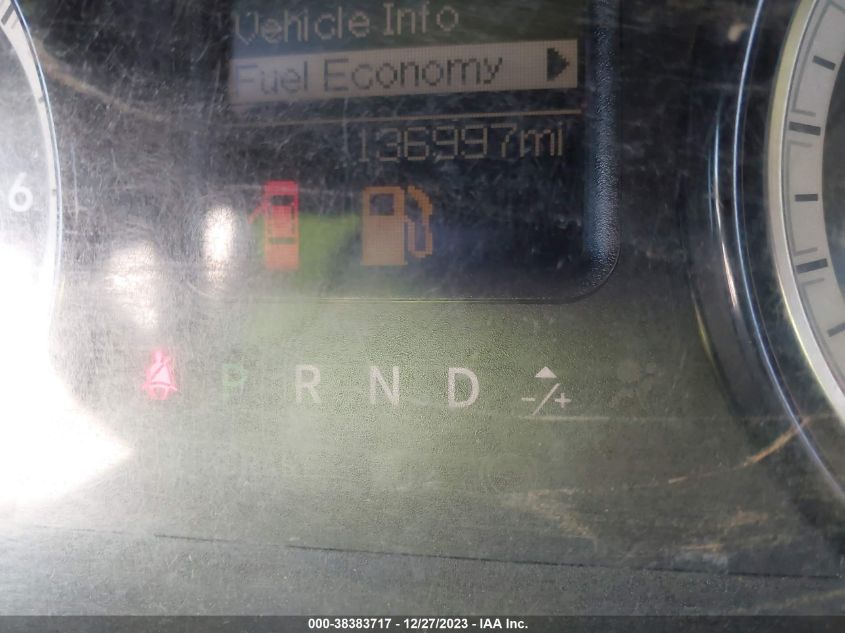 Vehicle Info
Fuel Economy
136997mi
6
P R N D -/+
000-38383717 - 12/27/2023 - IAA Inc.